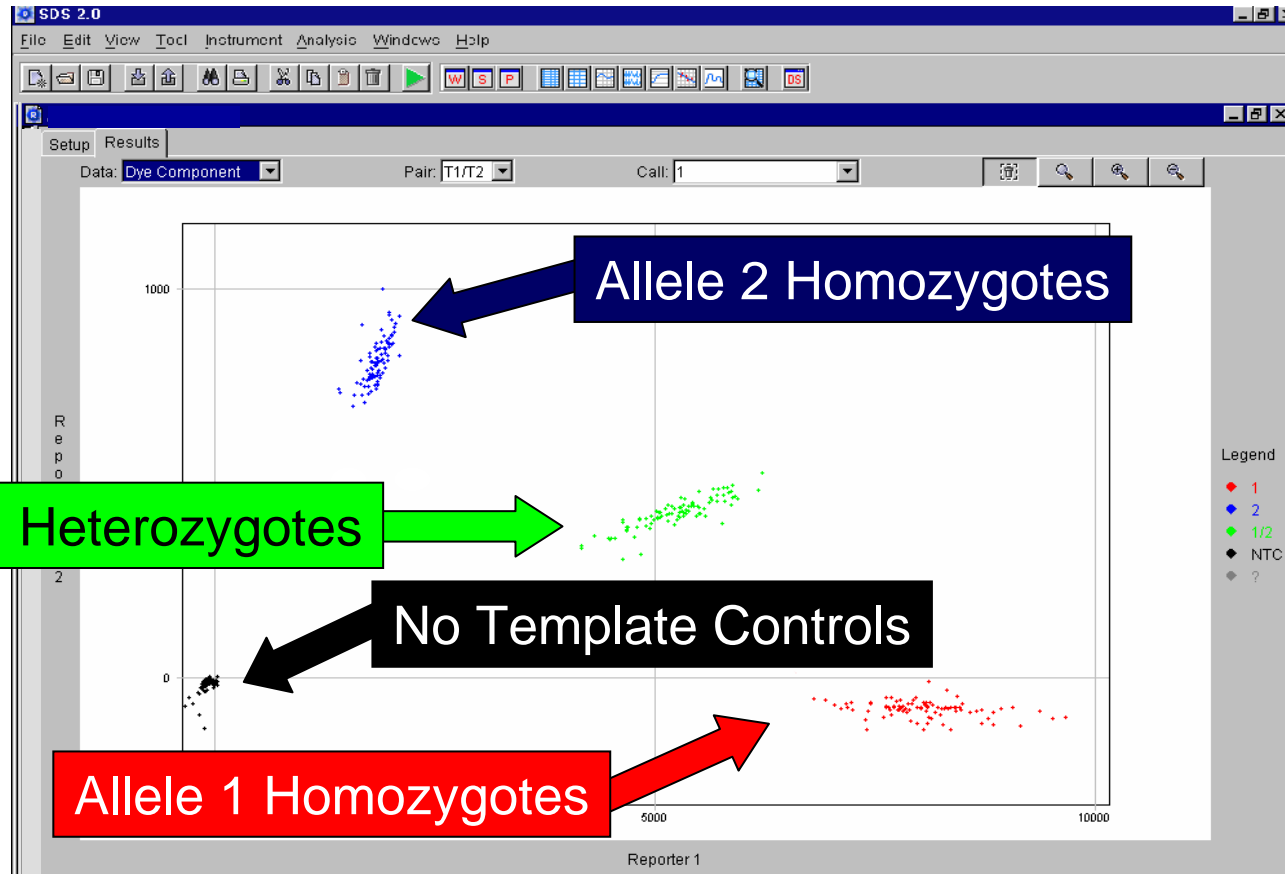 SDS 2.0
File Edit View Tool Instrument Analysis Windows Help
W S P DS
Setup Results
Data: Dye Component Pair: T1/T2 Call: 1
Allele 2 Homozygotes
1000
Repo
Heterozygotes
2
No Template Controls
0
Allele 1 Homozygotes
5000
10000
Reporter 1
Legend
1
2
1/2
NTC
?